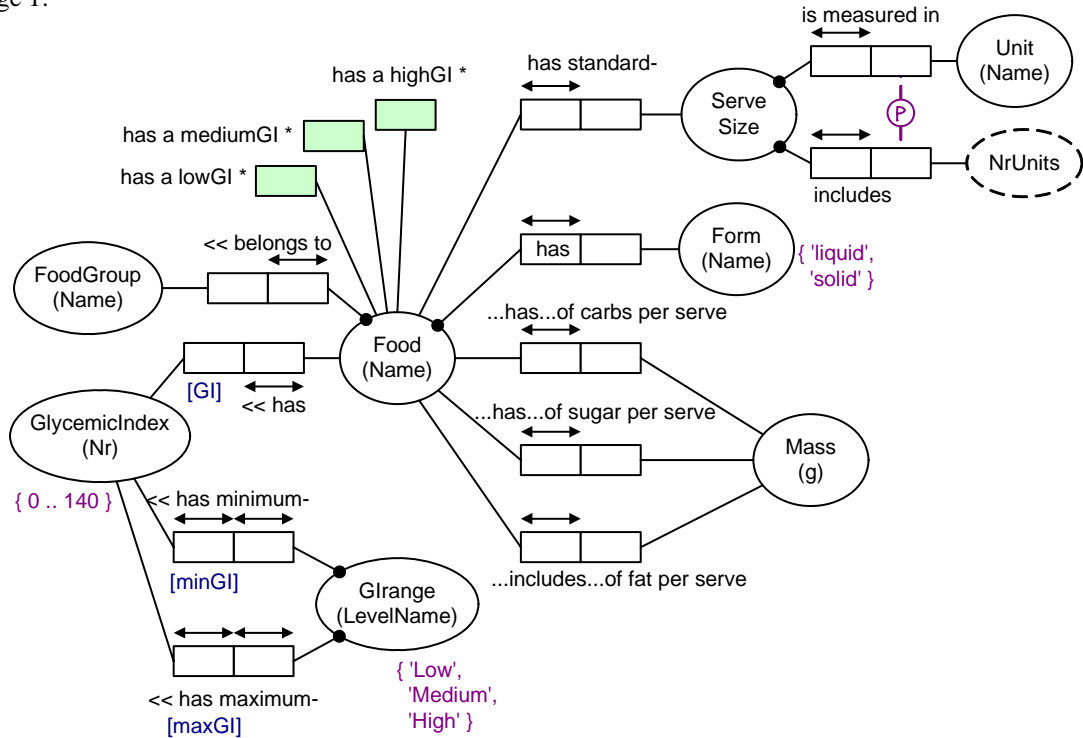 ge 1.
is measured in
Unit
(Name)
has a highGI *
has standard-
Serve
Size
P
has a mediumGI *
has a lowGI *
NrUnits
includes
<< belongs to
has
Form
(Name)
{ 'liquid',
'solid' }
FoodGroup
(Name)
...has...of carbs per serve
Food
(Name)
[GI]
<< has
GlycemicIndex
(Nr)
...has...of sugar per serve
Mass
(g)
{ 0 .. 140 }
<< has minimum-
[minGI]
...includes...of fat per serve
GIrange
(LevelName)
{ 'Low',
'Medium',
'High' }
<< has maximum-
[maxGI]